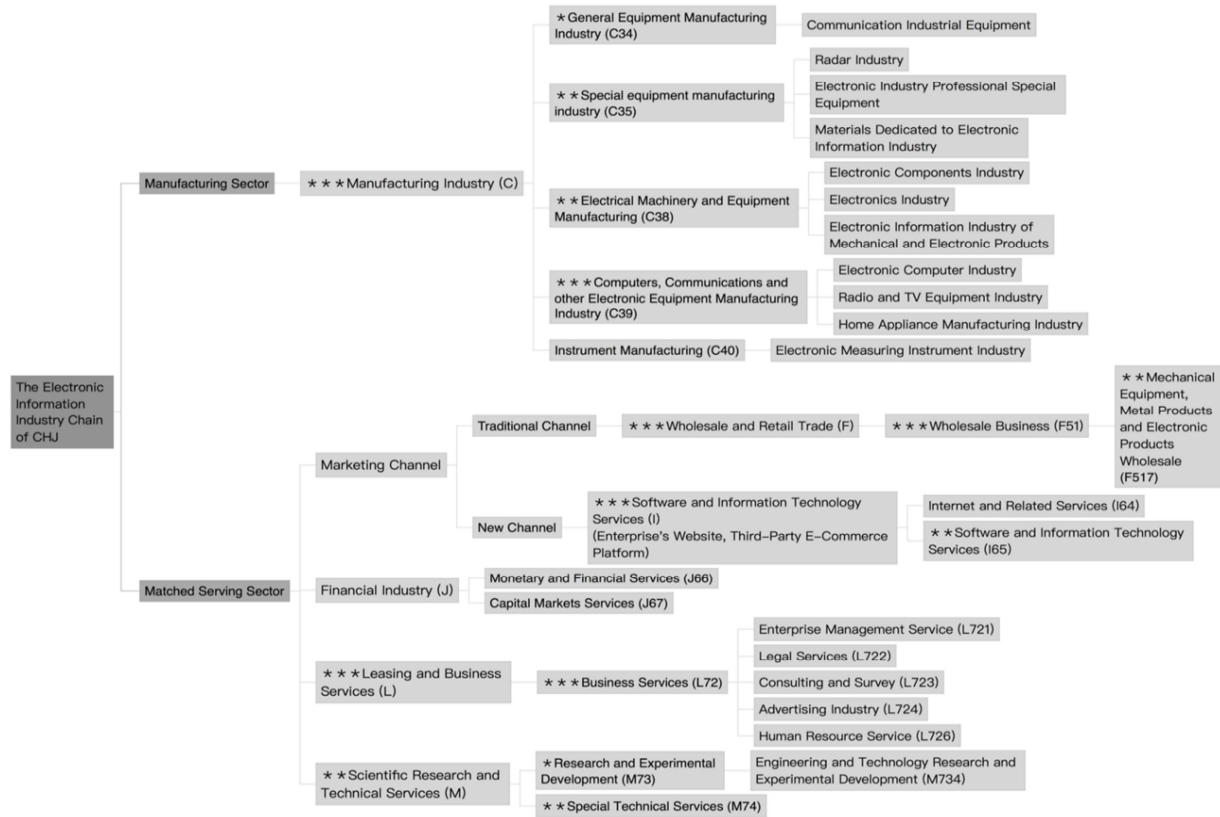 The Electronic
Information
Industry Chain
of CHJ
Manufacturing Sector
***Manufacturing Industry (C)
*General Equipment Manufacturing
Industry (C34)
Communication Industrial Equipment
**Special equipment manufacturing
industry (C35)
Radar Industry
Electronic Industry Professional Special
Equipment
Materials Dedicated to Electronic
Information Industry
**Electrical Machinery and Equipment
Manufacturing (C38)
Electronic Components Industry
Electronics Industry
Electronic Information Industry of
Mechanical and Electronic Products
***Computers, Communications and
other Electronic Equipment Manufacturing
Industry (C39)
Electronic Computer Industry
Radio and TV Equipment Industry
Home Appliance Manufacturing Industry
Instrument Manufacturing (C40)
Electronic Measuring Instrument Industry
Matched Serving Sector
Marketing Channel
Traditional Channel
***Wholesale and Retail Trade (F)
***Wholesale Business (F51)
**Mechanical
Equipment,
Metal Products
and Electronic
Products
Wholesale
(F517)
New Channel
***Software and Information Technology
Services (I)
(Enterprise's Website, Third-Party E-Commerce
Platform)
Internet and Related Services (I64)
**Software and Information Technology
Services (I65)
Financial Industry (J)
Monetary and Financial Services (J66)
Capital Markets Services (J67)
***Leasing and Business
Services (L)
***Business Services (L72)
Enterprise Management Service (L721)
Legal Services (L722)
Consulting and Survey (L723)
Advertising Industry (L724)
Human Resource Service (L726)
**Scientific Research and
Technical Services (M)
*Research and Experimental
Development (M73)
Engineering and Technology Research and
Experimental Development (M734)
**Special Technical Services (M74)